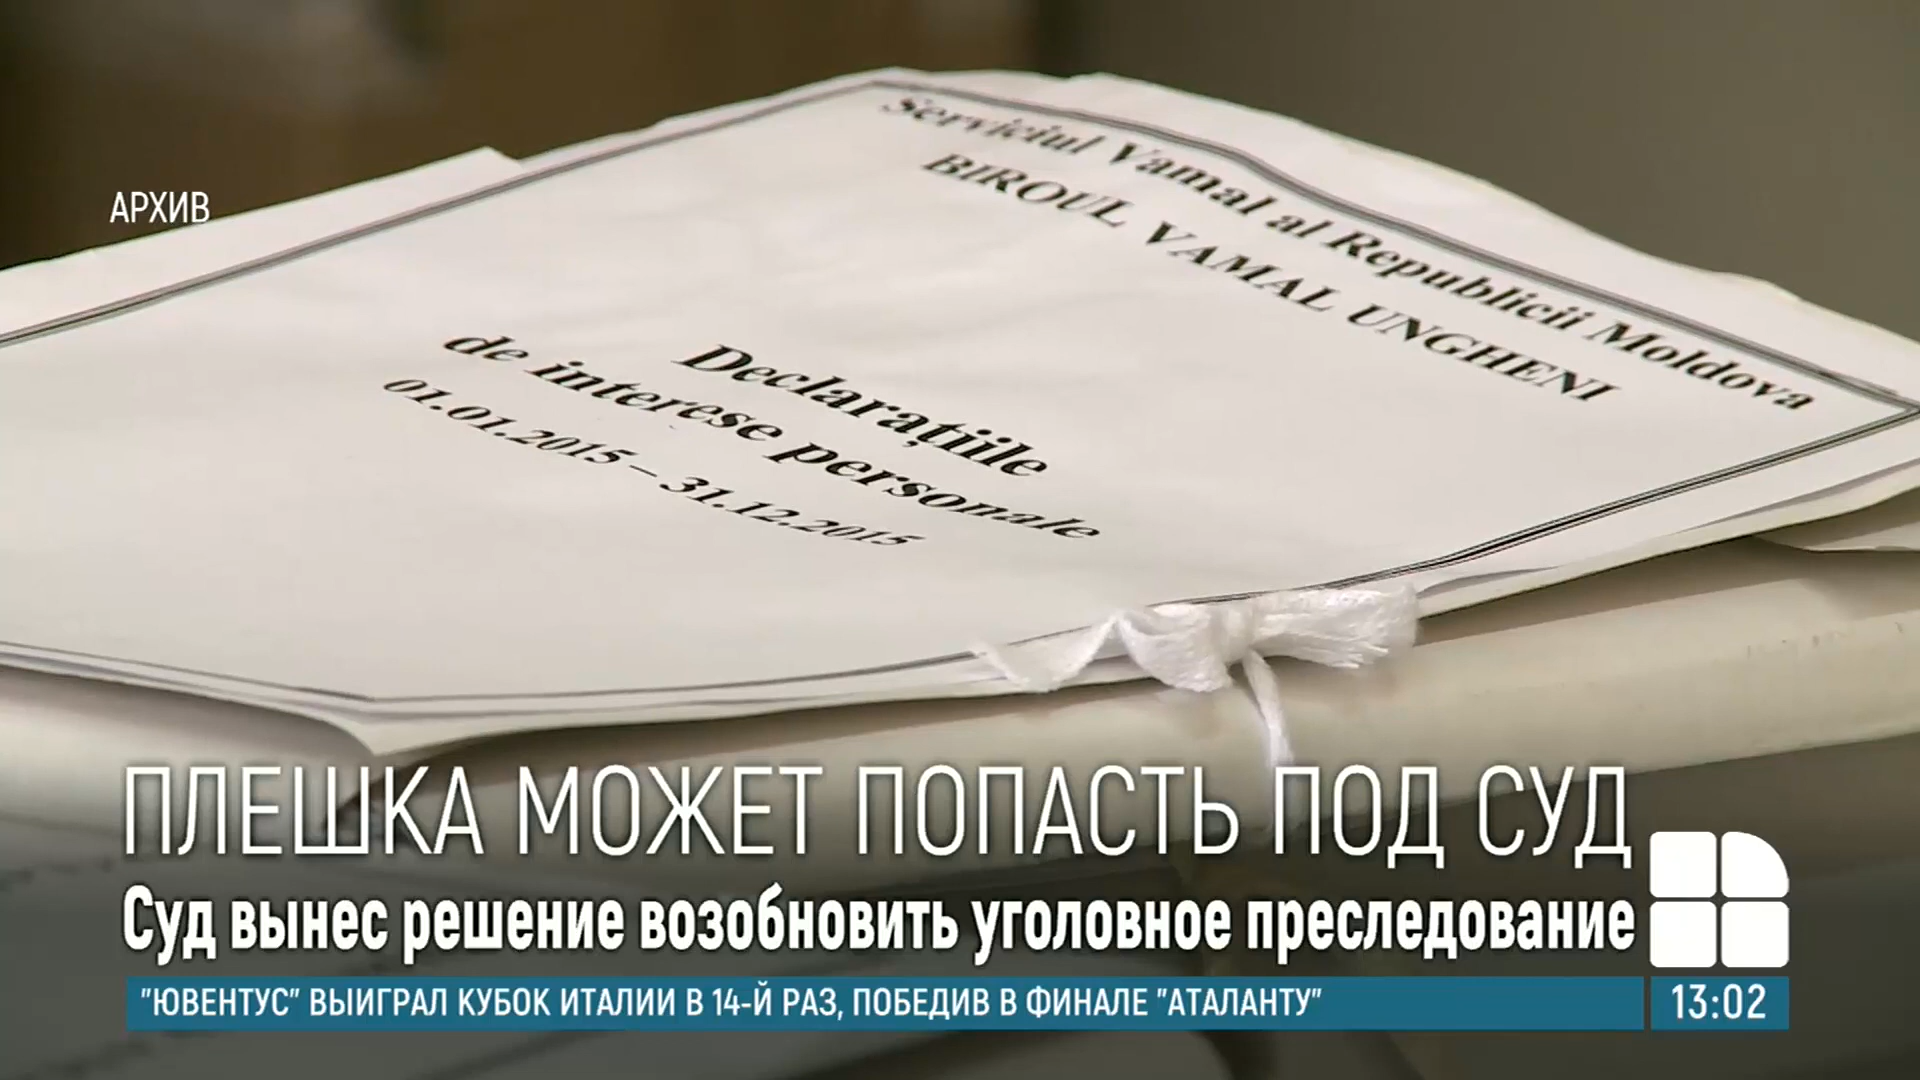 Serviciul Vamal al Republicii Moldova
BIROUL VAMAL UNGHENI
АРХИВ
Declarațiile
de interese personale
01.01.2015 – 31.12.2015
ПЛЕШКА МОЖЕТ ПОПАСТЬ ПОД СУД
Суд вынес решение возобновить уголовное преследование
"ЮВЕНТУС" ВЫИГРАЛ КУБОК ИТАЛИИ В 14-Й РАЗ, ПОБЕДИВ В ФИНАЛЕ "АТАЛАНТУ"
13:02